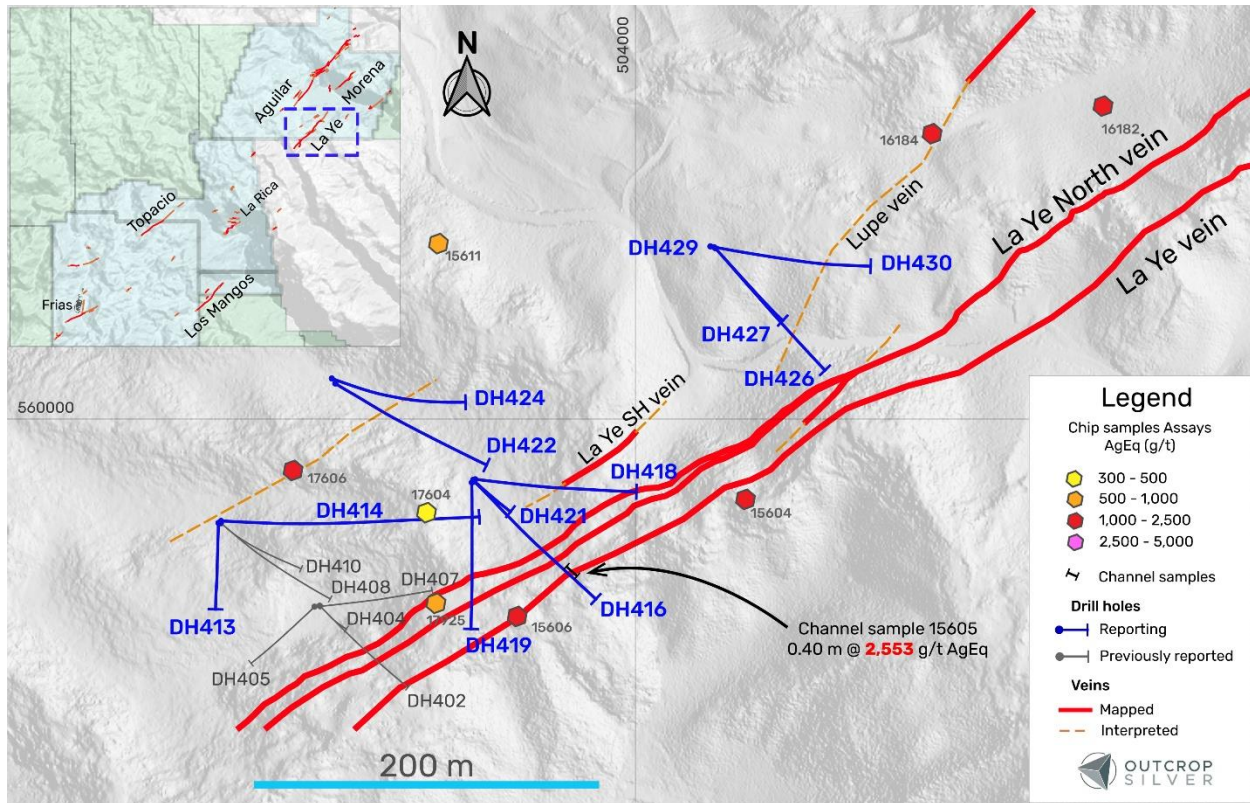 Aguilar
Morena
La Ye
Topacio
La Rica
Frias
Los Mangos
N
504000
560000
16184
16182
Lupe vein
La Ye North vein
La Ye vein
15611
DH429
DH430
DH427
DH426
DH424
La Ye SH vein
DH422
DH418
17606
17604
DH414
DH421
15604
DH410
DH408
DH407
DH416
DH413
DH404
17725
15606
DH419
DH405
DH402
Channel sample 15605
0.40 m @ 2,553 g/t AgEq
200 m
Legend
Chip samples Assays
AgEq (g/t)
300 - 500
500 - 1,000
1,000 - 2,500
2,500 - 5,000
Channel samples
Drill holes
Reporting
Previously reported
Veins
Mapped
Interpreted
OUTCROP
SILVER